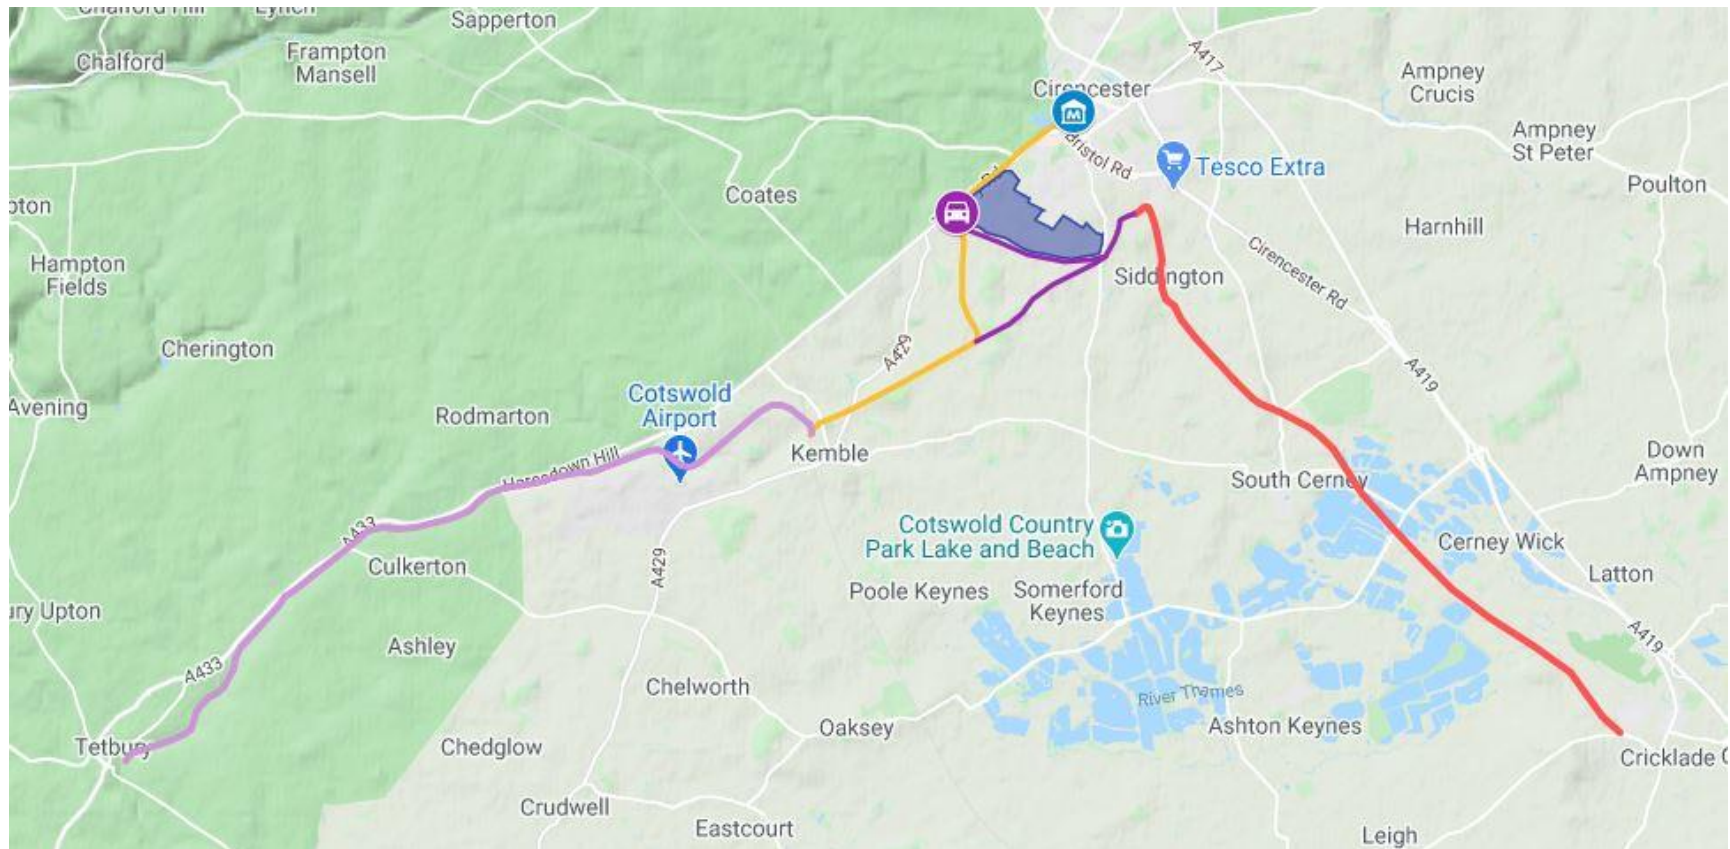 Sapperton
Chalford
Frampton
Mansell
Cirencester
A417
Ampney
Crucis
Ampney
St Peter
Bristol Rd
Tesco Extra
Coates
Poulton
Harnhill
Hampton
Fields
Siddington
Cirencester Rd
Cherington
A429
A419
Cotswold
Airport
Avening
Rodmarton
Kemble
Down
Ampney
South Cerney
A433
Cotswold Country
Park Lake and Beach
Cerney Wick
Culkerton
A429
Latton
Poole Keynes
Somerford
Keynes
ury Upton
Ashley
A433
A419
Chelworth
River Thames
Oaksey
Ashton Keynes
Tetbury
Chedglow
Cricklade
Crudwell
Eastcourt
Leigh